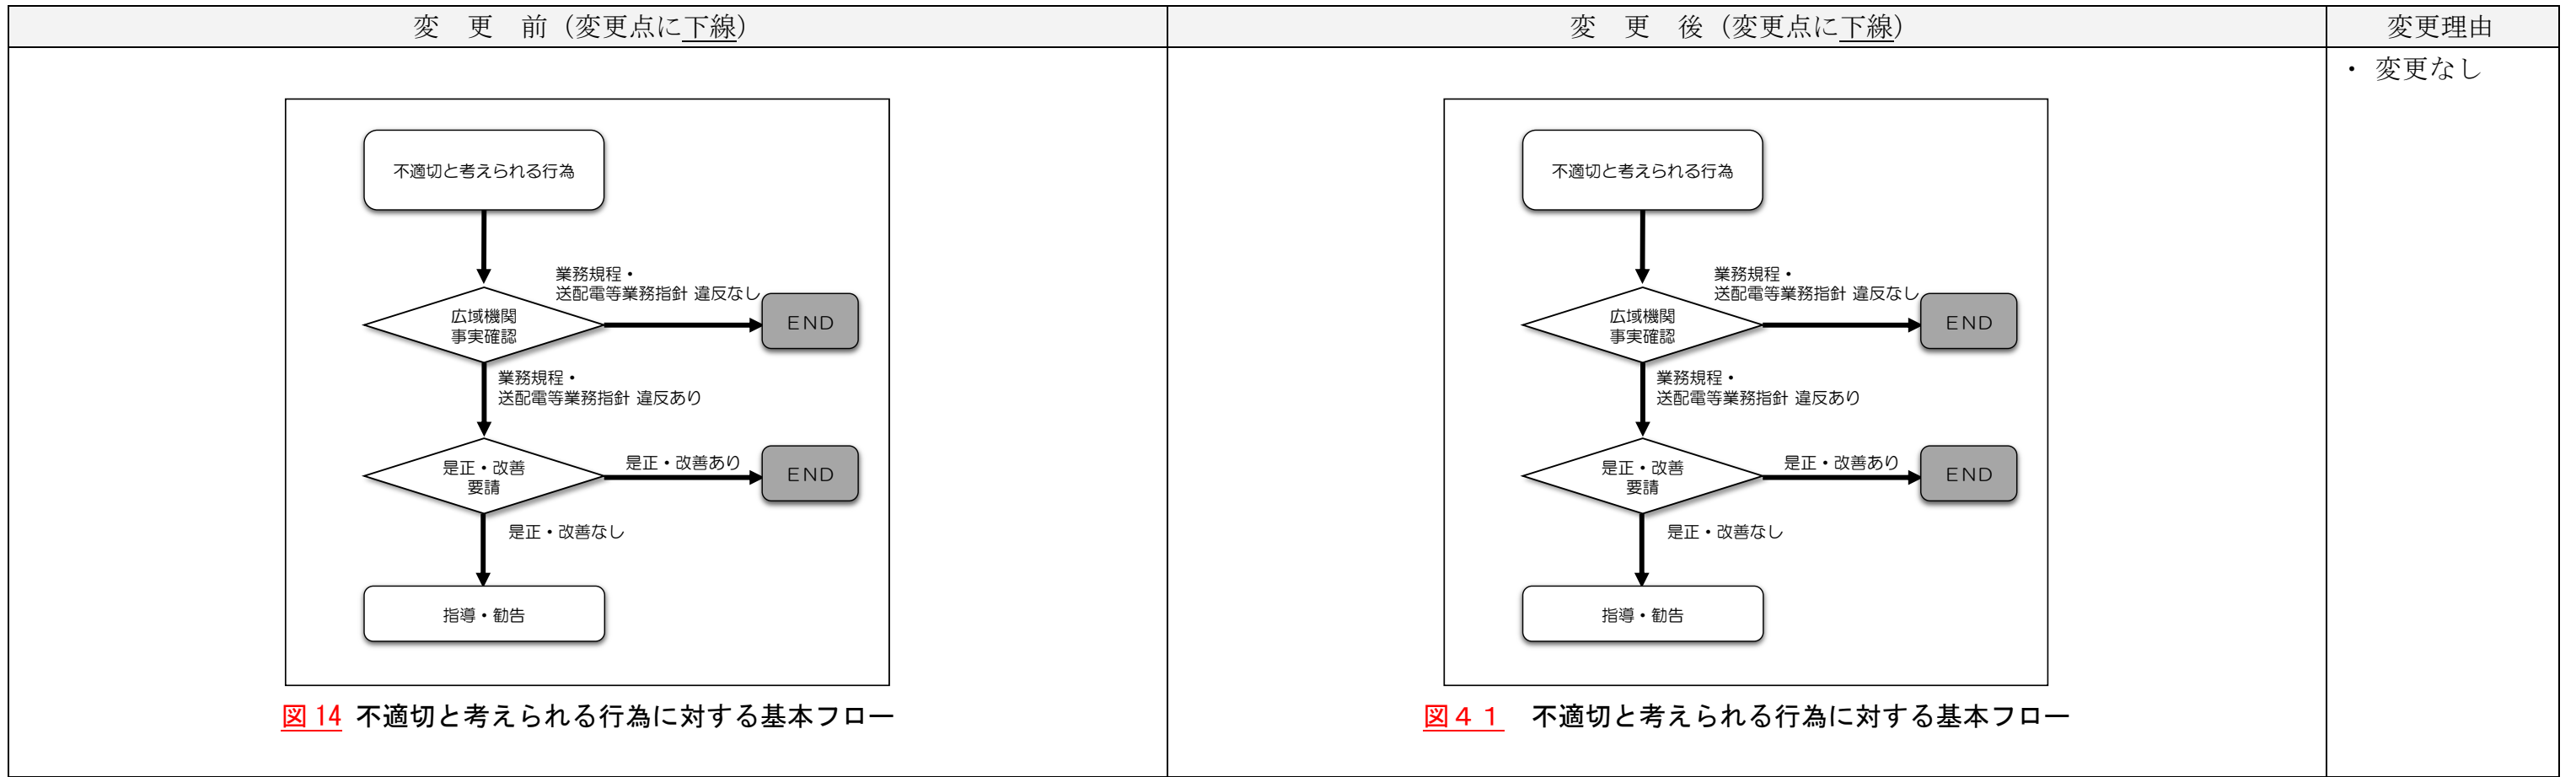 変　更　前（変更点に下線）
変　更　後（変更点に下線）
変更理由
不適切と考えられる行為
業務規程・
送配電等業務指針 違反なし
広域機関
事実確認
ＥＮＤ
業務規程・
送配電等業務指針 違反あり
是正・改善
要請
是正・改善あり
ＥＮＤ
是正・改善なし
指導・勧告
図 14 不適切と考えられる行為に対する基本フロー
不適切と考えられる行為
業務規程・
送配電等業務指針 違反なし
広域機関
事実確認
ＥＮＤ
業務規程・
送配電等業務指針 違反あり
是正・改善
要請
是正・改善あり
ＥＮＤ
是正・改善なし
指導・勧告
図４１　不適切と考えられる行為に対する基本フロー
・ 変更なし